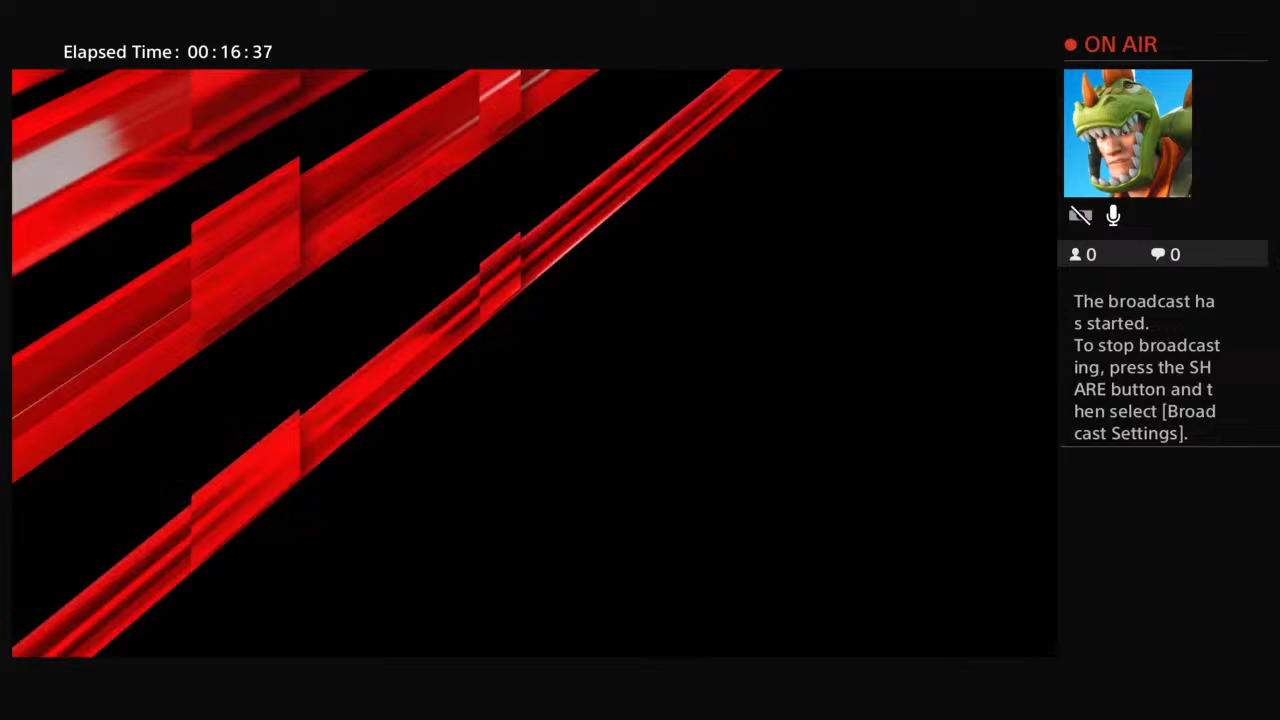 Elapsed Time: 00:16:37
ON AIR
0 0
The broadcast ha
s started.
To stop broadcast
ing, press the SH
ARE button and t
hen select [Broad
cast Settings].